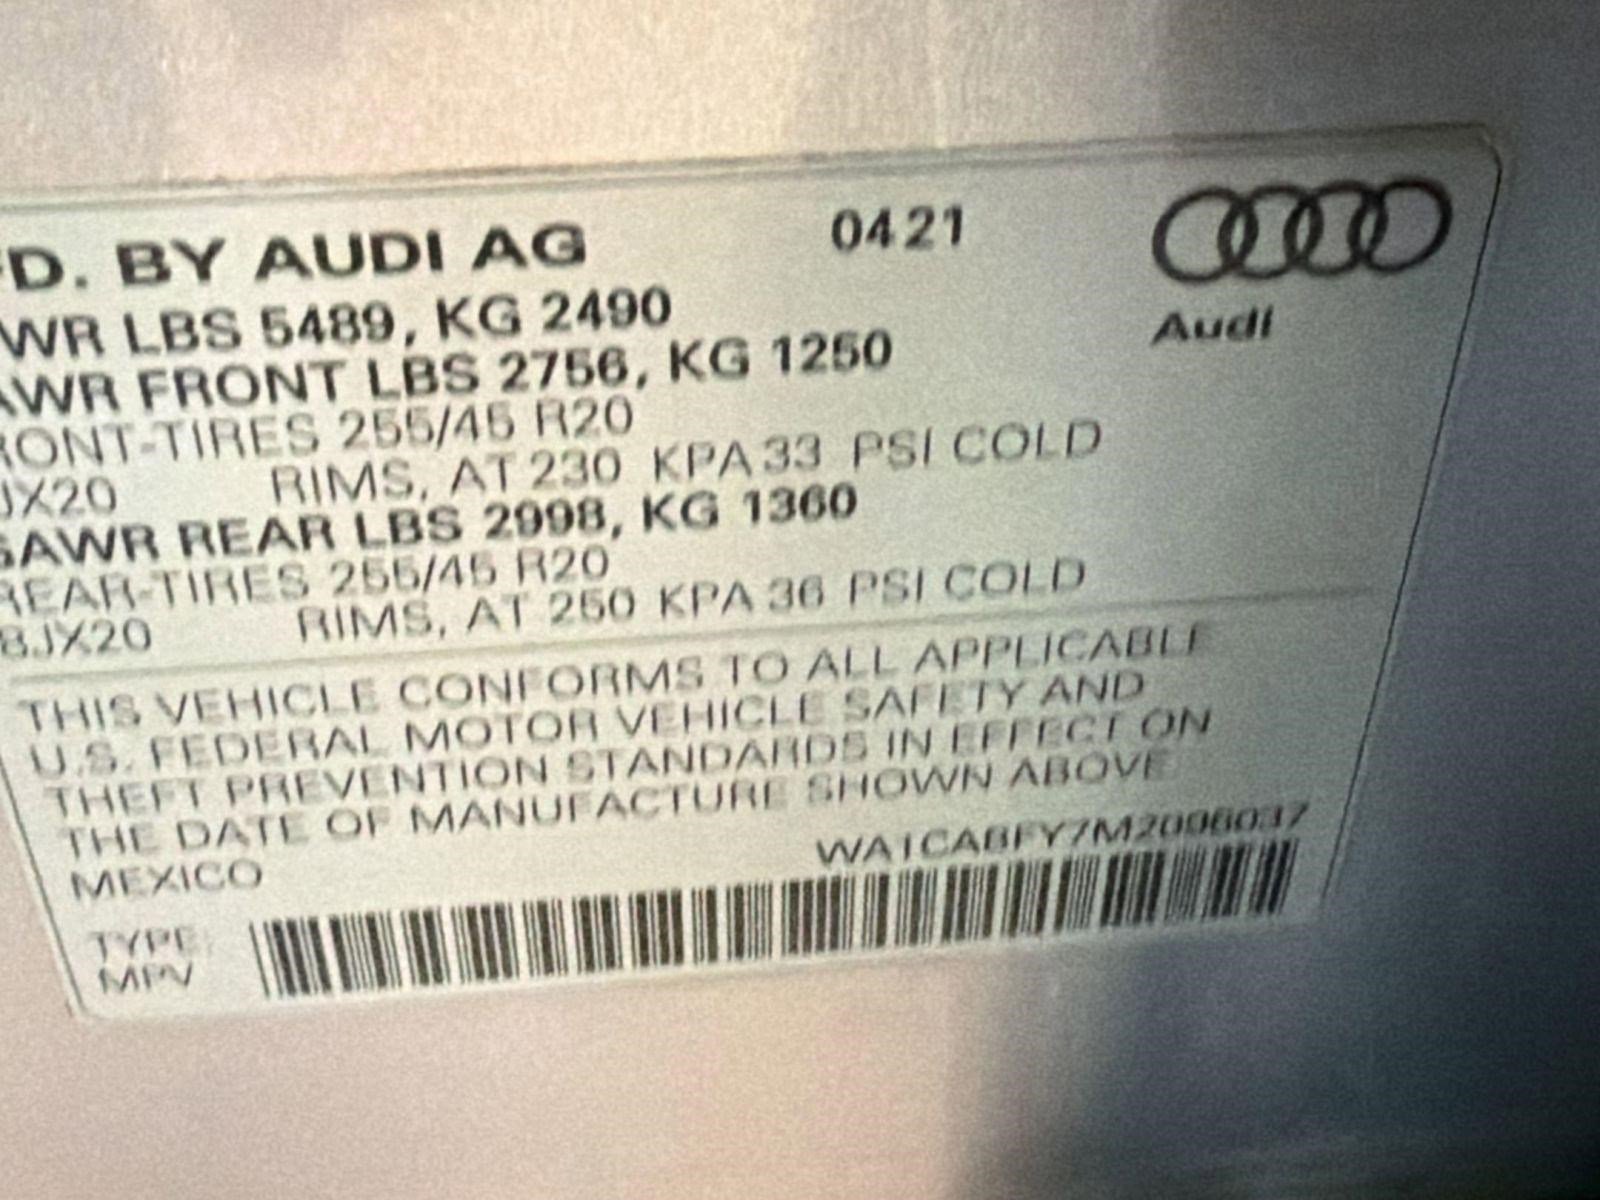 FD. BY AUDI AG 0421
WR LBS 5489, KG 2490
AWR FRONT LBS 2756, KG 1250
Audi
RONT-TIRES 255/45 R20
JX20 RIMS, AT 230 KPA 33 PSI COLD
GAWR REAR LBS 2998, KG 1360
REAR-TIRES 255/45 R20
8JX20 RIMS, AT 250 KPA 36 PSI COLD
THIS VEHICLE CONFORMS TO ALL APPLICABLE
U.S. FEDERAL MOTOR VEHICLE SAFETY AND
THEFT PREVENTION STANDARDS IN EFFECT ON
THE DATE OF MANUFACTURE SHOWN ABOVE
MEXICO
TYPE:
MPV